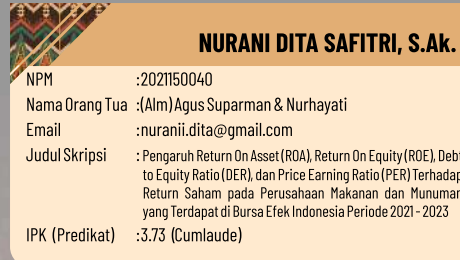 NURANI DITA SAFITRI, S.Ak.
NPM :2021150040
Nama Orang Tua :(Alm) Agus Suparman & Nurhayati
Email :nuranii.dita@gmail.com
Judul Skripsi : Pengaruh Return On Asset (ROA), Return On Equity (ROE), Debt
to Equity Ratio (DER), dan Price Earning Ratio (PER) Terhadap
Return Saham pada Perusahaan Makanan dan Munuman
yang Terdapat di Bursa Efek Indonesia Periode 2021 - 2023
IPK (Predikat) :3.73 (Cumlaude)